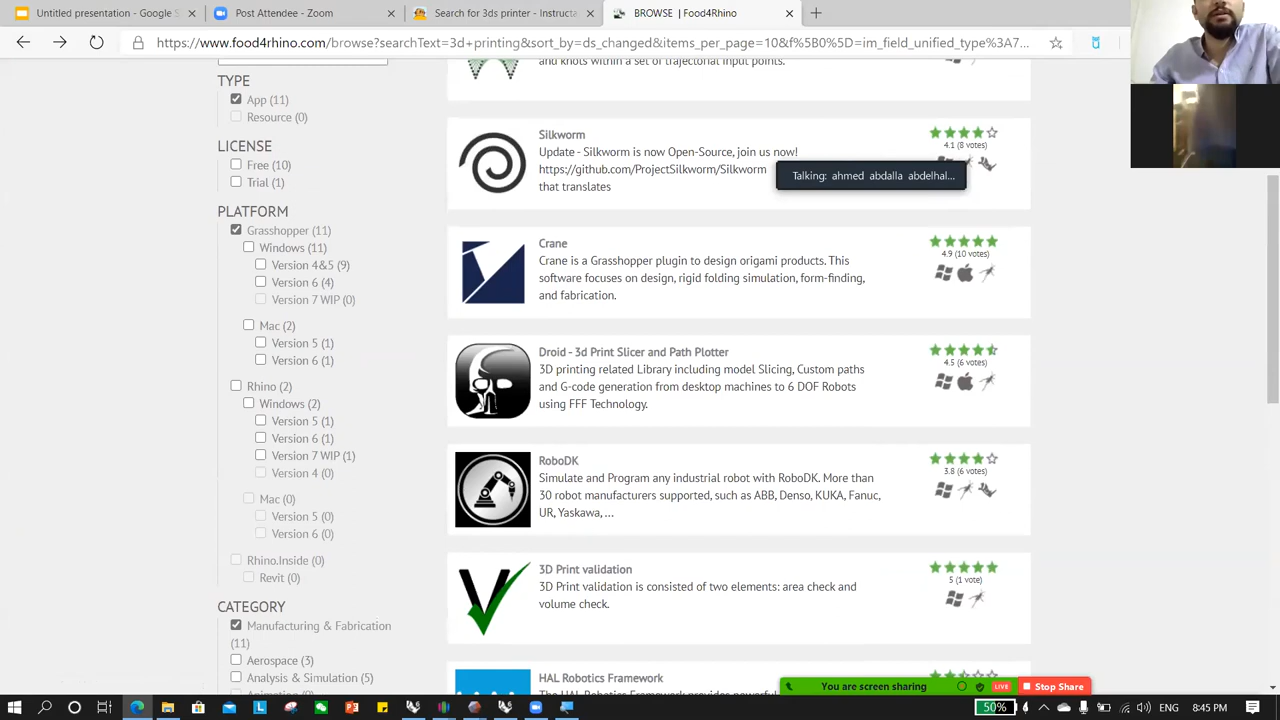 Untitled presentation - Google S
Post Attendee - Zoom
Search for 3ds printer - Instructa
BROWSE | Food4Rhino
https://www.food4rhino.com/browse?searchText=3d+printing&sort_by=ds_changed&items_per_page=10&f%5B0%5D=im_field_unified_type%3A7...
and knots within a set of trajectorial input points.
TYPE
App (11)
Resource (0)
LICENSE
Free (10)
Trial (1)
PLATFORM
Grasshopper (11)
Windows (11)
Version 4&5 (9)
Version 6 (4)
Version 7 WIP (0)
Mac (2)
Version 5 (1)
Version 6 (1)
Rhino (2)
Windows (2)
Version 5 (1)
Version 6 (1)
Version 7 WIP (1)
Version 4 (0)
Mac (0)
Version 5 (0)
Version 6 (0)
Rhino.Inside (0)
Revit (0)
CATEGORY
Manufacturing & Fabrication
(11)
Aerospace (3)
Analysis & Simulation (5)
Silkworm
Update - Silkworm is now Open-Source, join us now!
https://github.com/ProjectSilkworm/Silkworm
that translates
4.1 (8 votes)
Talking: ahmed abdalla abdelhal...
Crane
Crane is a Grasshopper plugin to design origami products. This
software focuses on design, rigid folding simulation, form-finding,
and fabrication.
4.9 (10 votes)
Droid - 3d Print Slicer and Path Plotter
3D printing related Library including model Slicing, Custom paths
and G-code generation from desktop machines to 6 DOF Robots
using FFF Technology.
4.5 (6 votes)
RoboDK
Simulate and Program any industrial robot with RoboDK. More than
30 robot manufacturers supported, such as ABB, Denso, KUKA, Fanuc,
UR, Yaskawa, ...
3.8 (6 votes)
3D Print validation
3D Print validation is consisted of two elements: area check and
volume check.
5 (1 vote)
HAL Robotics Framework
You are screen sharing
LIVE
Stop Share
50%
ENG
8:45 PM